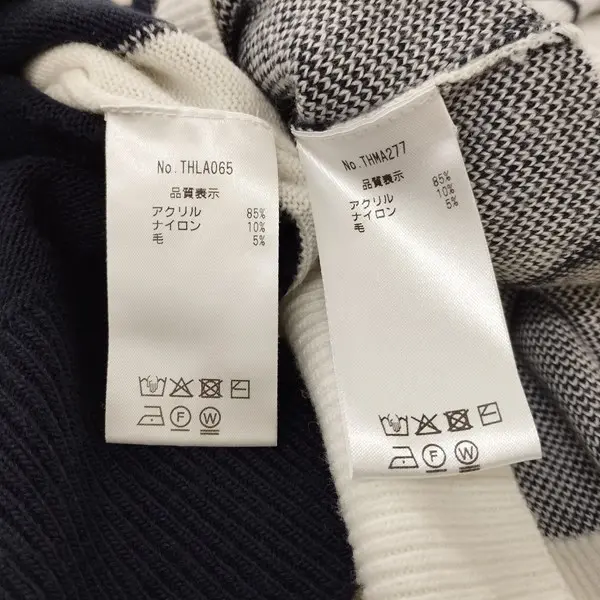 No.THLA065
品質表示
アクリル 85%
ナイロン 10%
毛 5%
F W
No.THMA277
品質表示
アクリル 85%
ナイロン 10%
毛 5%
F W